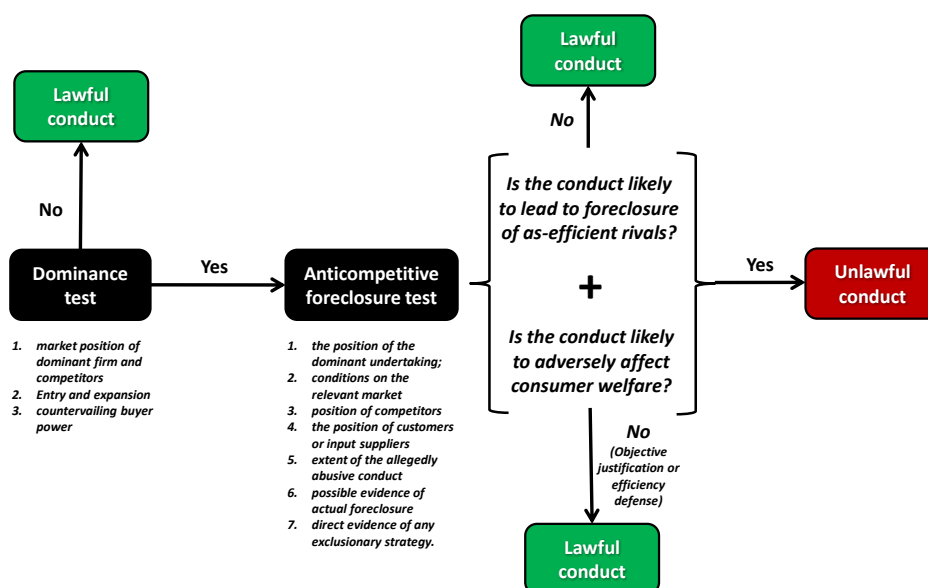 Lawful
conduct
No
Dominance
test
Yes
1. market position of
dominant firm and
competitors
2. Entry and expansion
3. countervailing buyer
power
Anticompetitive
foreclosure test
1. the position of the
dominant undertaking;
2. conditions on the
relevant market
3. position of competitors
4. the position of customers
or input suppliers
5. extent of the allegedly
abusive conduct
6. possible evidence of
actual foreclosure
7. direct evidence of any
exclusionary strategy.
Lawful
conduct
No
Is the conduct likely
to lead to foreclosure
of as-efficient rivals?
+
Is the conduct likely
to adversely affect
consumer welfare?
Yes
Unlawful
conduct
No
(Objective
justification or
efficiency
defense)
Lawful
conduct